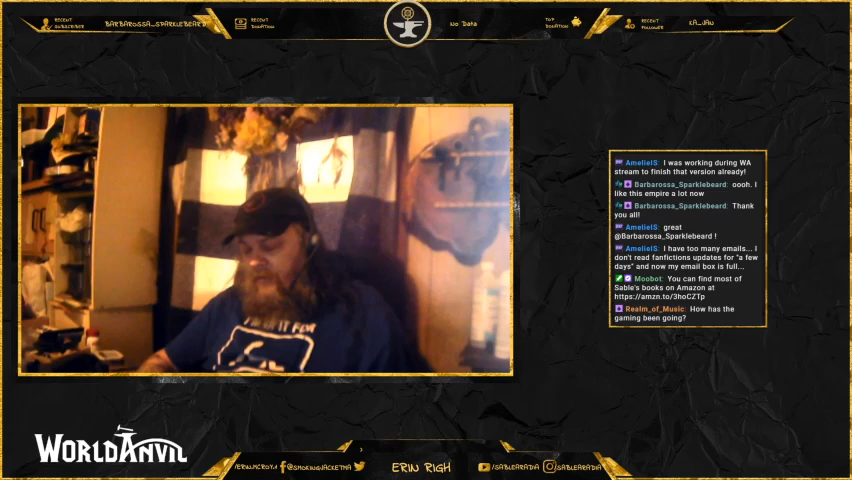 RECENT
SUBSCRIBER
BARBAROSSA_SPARKLEBEARD
RECENT
DONATION
No Data
TOP
DONATION
RECENT
FOLLOWER
KA_JAN
AmelieIS: I was working during WA
stream to finish that version already!
Barbarossa_Sparklebeard: oooh. I
like this empire a lot now
Barbarossa_Sparklebeard: Thank
you all!
AmelieIS: great
@Barbarossa_Sparklebeard !
AmelieIS: I have too many emails... I
don't read fanfictions updates for "a few
days" and now my email box is full...
Moobot: You can find most of
Sable's books on Amazon at
https://amzn.to/3hoCZTp
Realm_of_Music: How has the
gaming been going?
WORLDANVIL
@SMOKINGJACKETMA
ERIN RIGH
/SABLEARADIA
/SABLEARADIA